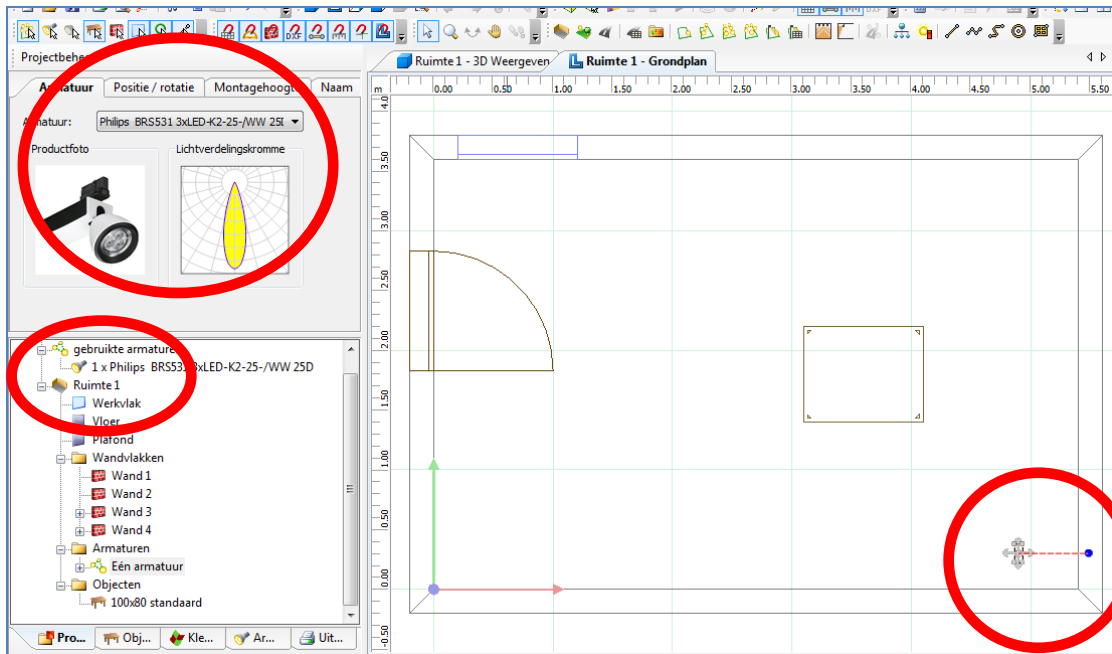 Projectbehe
Armatuur Positie / rotatie Montagehoogte Naam
Armatuur: Philips BRS531 3xLED-K2-25-/WW 25I
Productfoto Lichtverdelingskromme
gebruikte armature
1 x Philips BRS531 3xLED-K2-25-/WW 25D
Ruimte 1
Werkvlak
Vloer
Plafond
Wandvlakken
Wand 1
Wand 2
Wand 3
Wand 4
Armaturen
Eén armatuur
Objecten
100x80 standaard
Pro... Obj... Kle... Ar... Uit...
Ruimte 1 - 3D Weergeven Ruimte 1 - Grondplan
m 0.00 0.50 1.00 1.50 2.00 2.50 3.00 3.50 4.00 4.50 5.00 5.50
4.0
3.50
3.00
2.50
2.00
1.50
1.00
0.50
0.00
-0.50